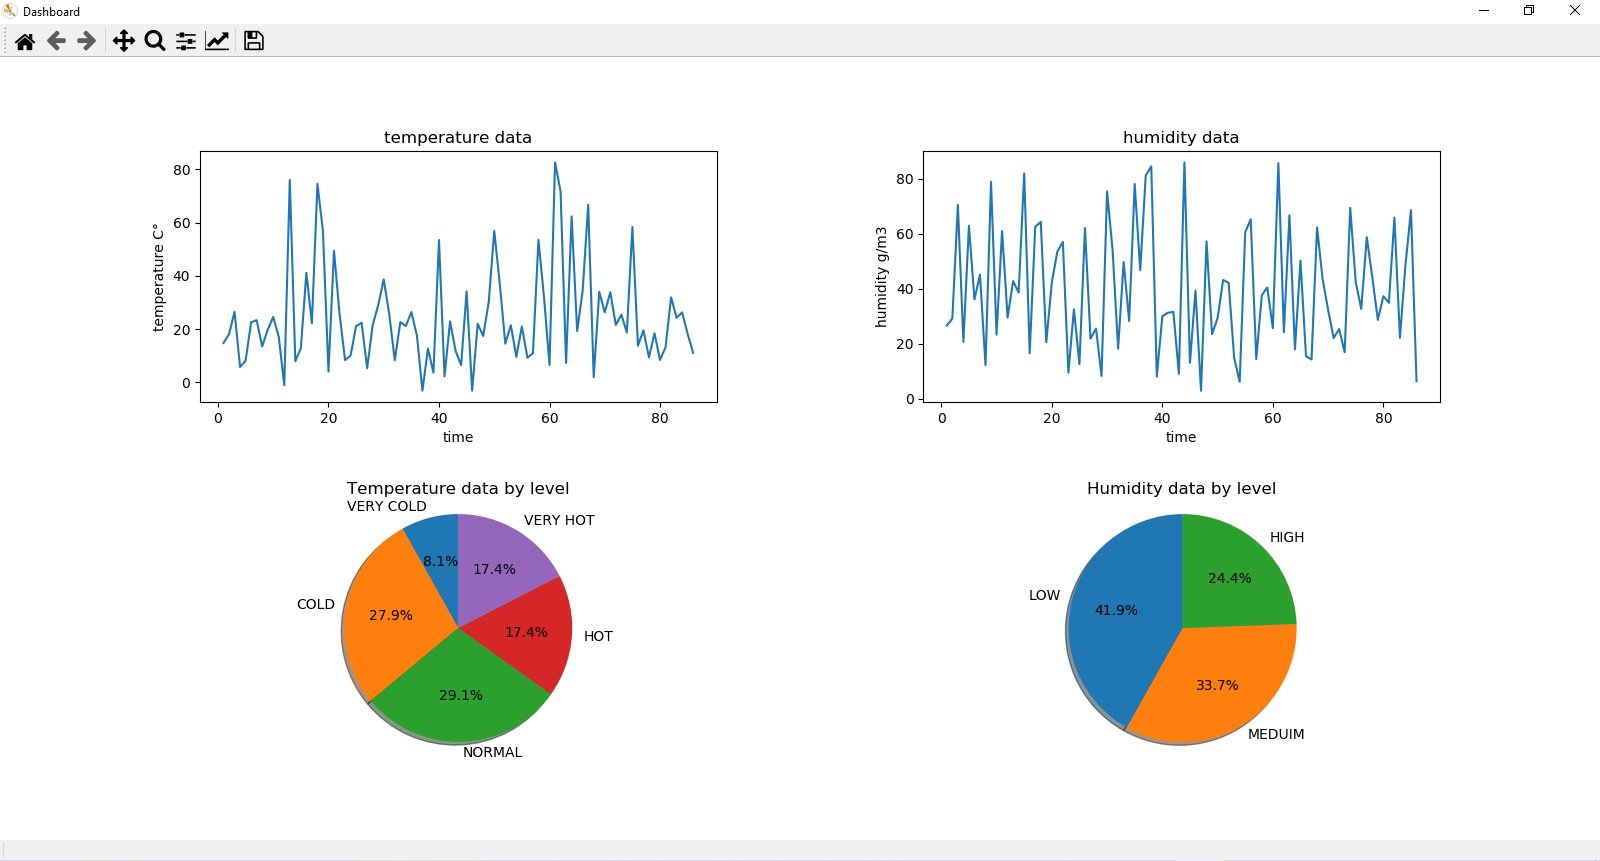 Dashboard
temperature data
80
60
40
20
0
temperature C°
0 20 40 60 80
time
humidity data
80
60
40
20
0
humidity g/m3
0 20 40 60 80
time
Temperature data by level
VERY COLD
VERY HOT
8.1%
17.4%
COLD
27.9%
17.4%
HOT
29.1%
NORMAL
Humidity data by level
HIGH
24.4%
LOW
41.9%
33.7%
MEDUIM